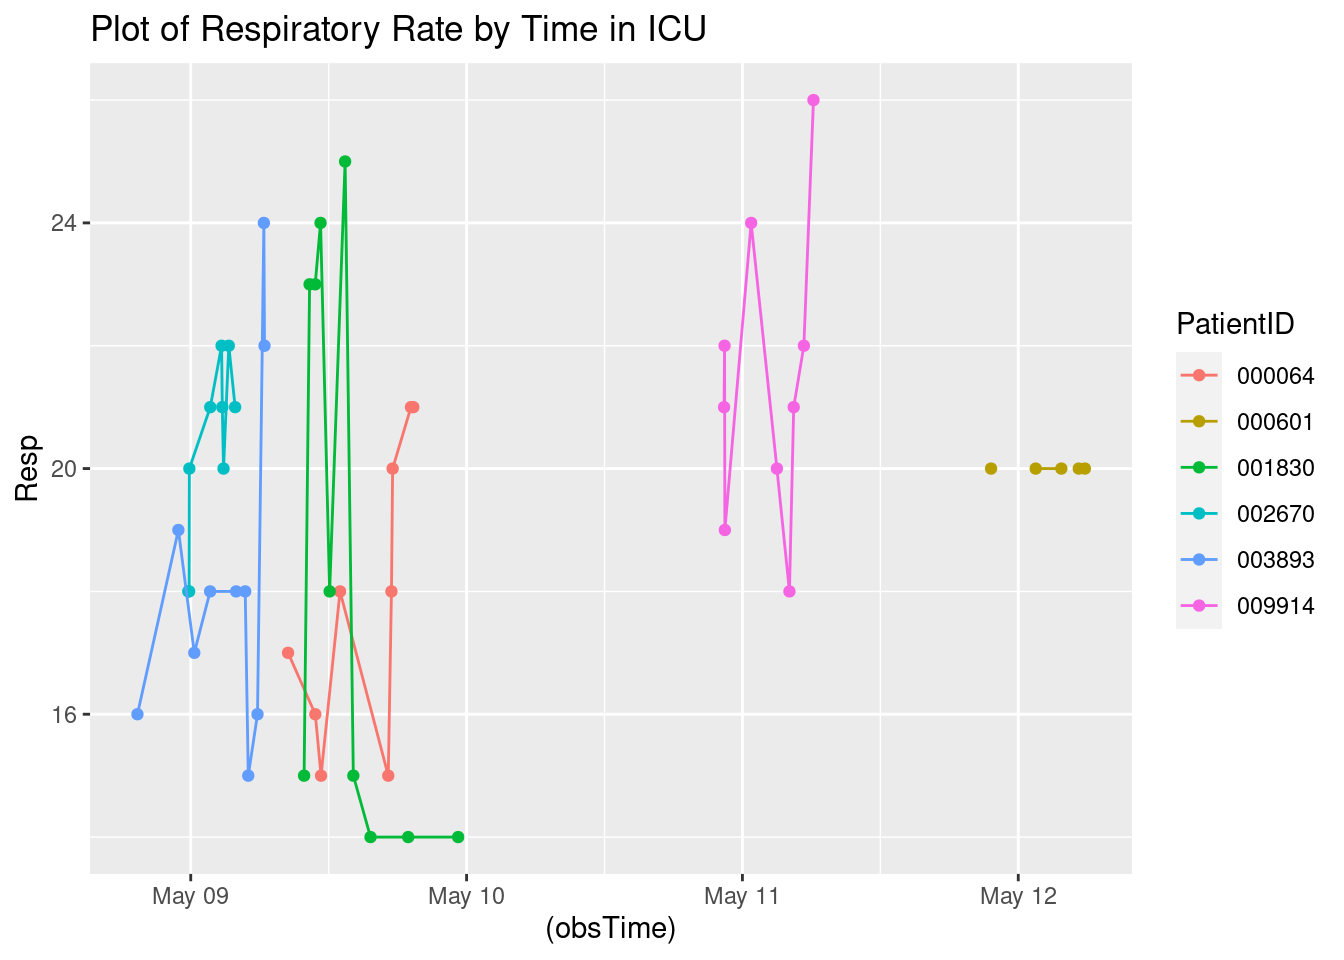 Plot of Respiratory Rate by Time in ICU
24
20
16
Resp
May 09
May 10
May 11
May 12
(obsTime)
PatientID
000064
000601
001830
002670
003893
009914